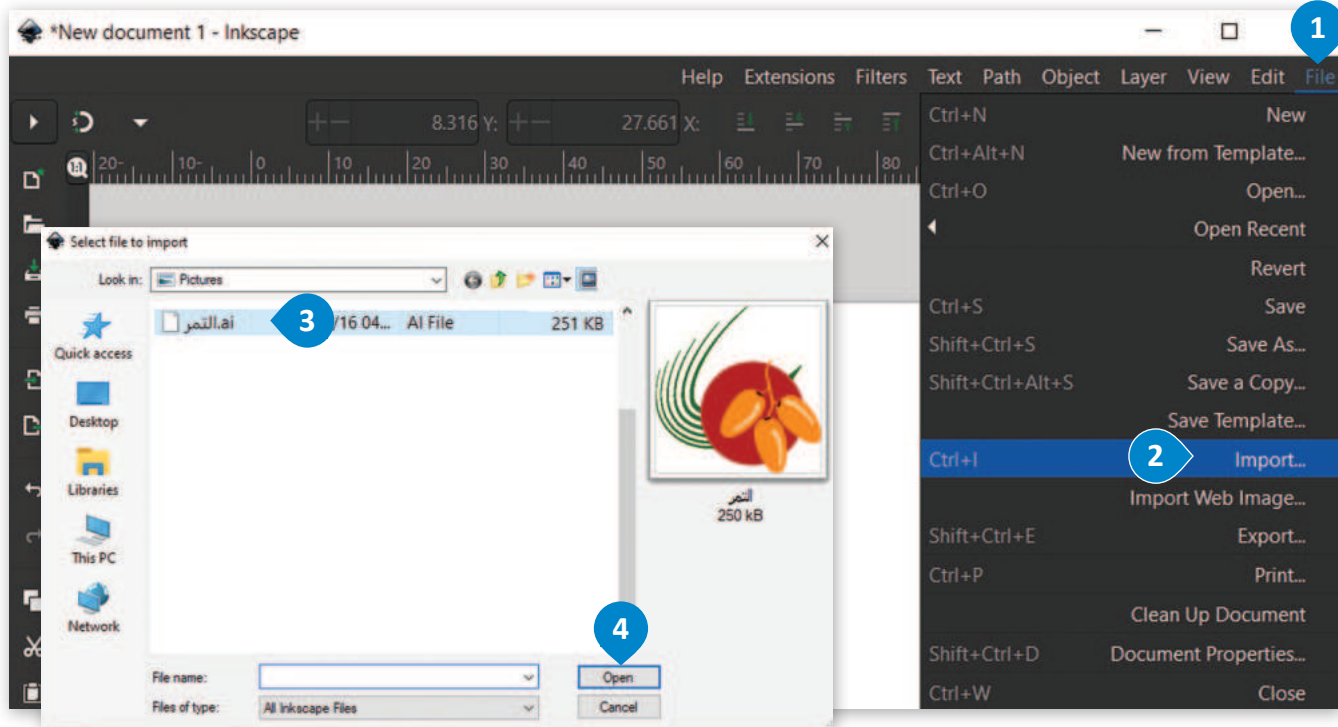 *New document 1 - Inkscape
1
File Edit View Layer Object Path Text Filters Extensions Help
X: 27.661 Y: 8.316
20- 10- 0 10 20 30 40 50 60 70 80
New Ctrl+N
New from Template... Ctrl+Alt+N
Open... Ctrl+O
Open Recent
Revert
Save Ctrl+S
Save As... Shift+Ctrl+S
Save a Copy... Shift+Ctrl+Alt+S
Save Template...
2
Import... Ctrl+I
Import Web Image...
Export... Shift+Ctrl+E
Print... Ctrl+P
Clean Up Document
Document Properties... Shift+Ctrl+D
Close Ctrl+W
Select file to import
Look in: Pictures
التمر.ai 3 /16 04... AI File 251 KB
Quick access
Desktop
Libraries
This PC
Network
التمر
250 kB
4
File name: Open
Files of type: All Inkscape Files Cancel